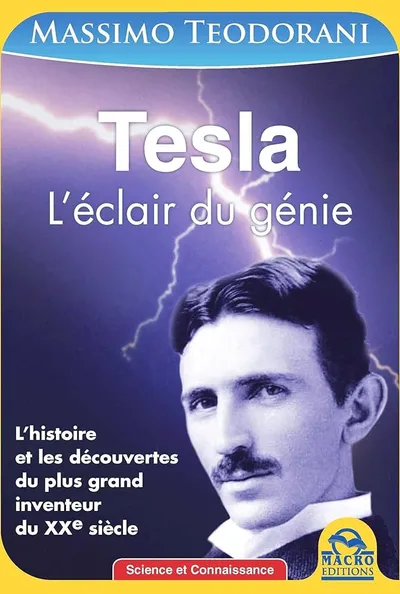 MASSIMO TEODORANI
Tesla
L'éclair du génie
L'histoire
et les découvertes
du plus grand
inventeur
du XXe siècle
Science et Connaissance
MACRO
EDITIONS